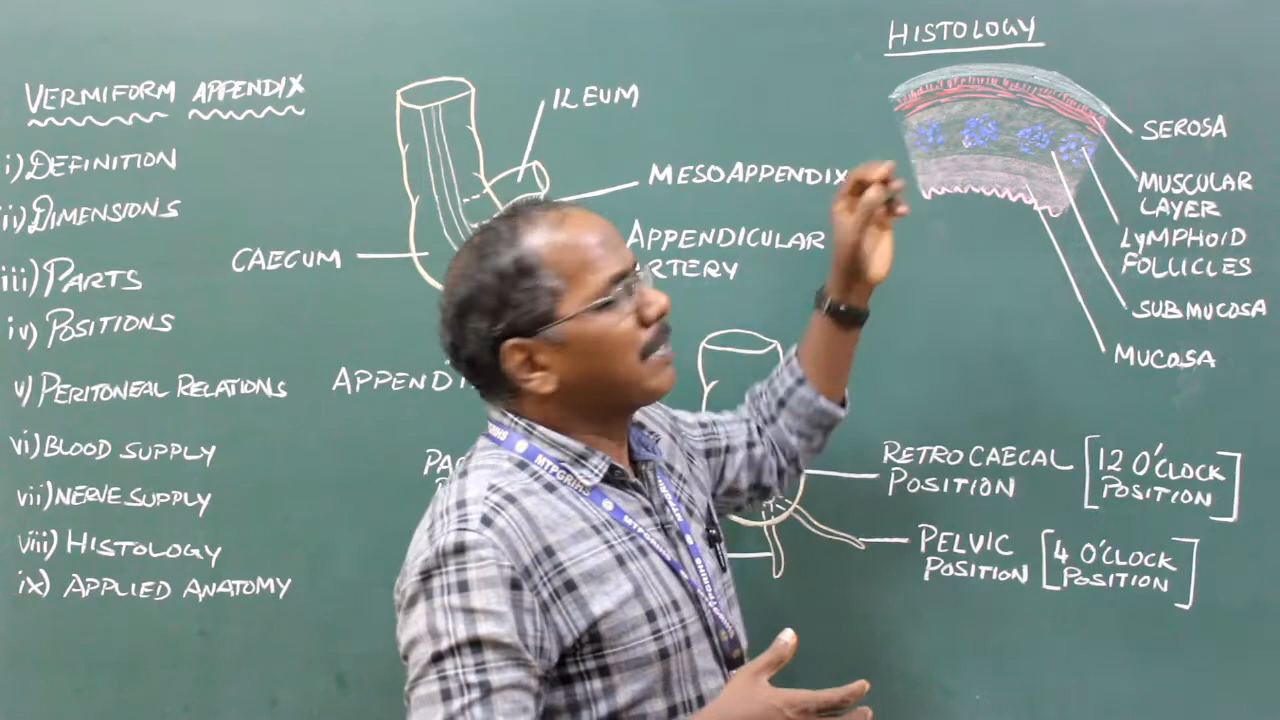 VERMIFORM APPENDIX
i) DEFINITION
ii) DIMENSIONS
iii) PARTS
iv) POSITIONS
v) PERITONEAL RELATIONS
vi) BLOOD SUPPLY
vii) NERVE SUPPLY
viii) HISTOLOGY
ix) APPLIED ANATOMY
ILEUM
MESOAPPENDIX
CAECUM
APPENDICULAR
HISTOLOGY
SEROSA
MUSCULAR
LAYER
LYMPHOID
FOLLICLES
SUBMUCOSA
MUCOSA
RETROCAECAL [12 O'CLOCK
POSITION POSITION]
PELVIC [4 O'CLOCK
POSITION POSITION]
MTPGRIHS
MTPGRIHS